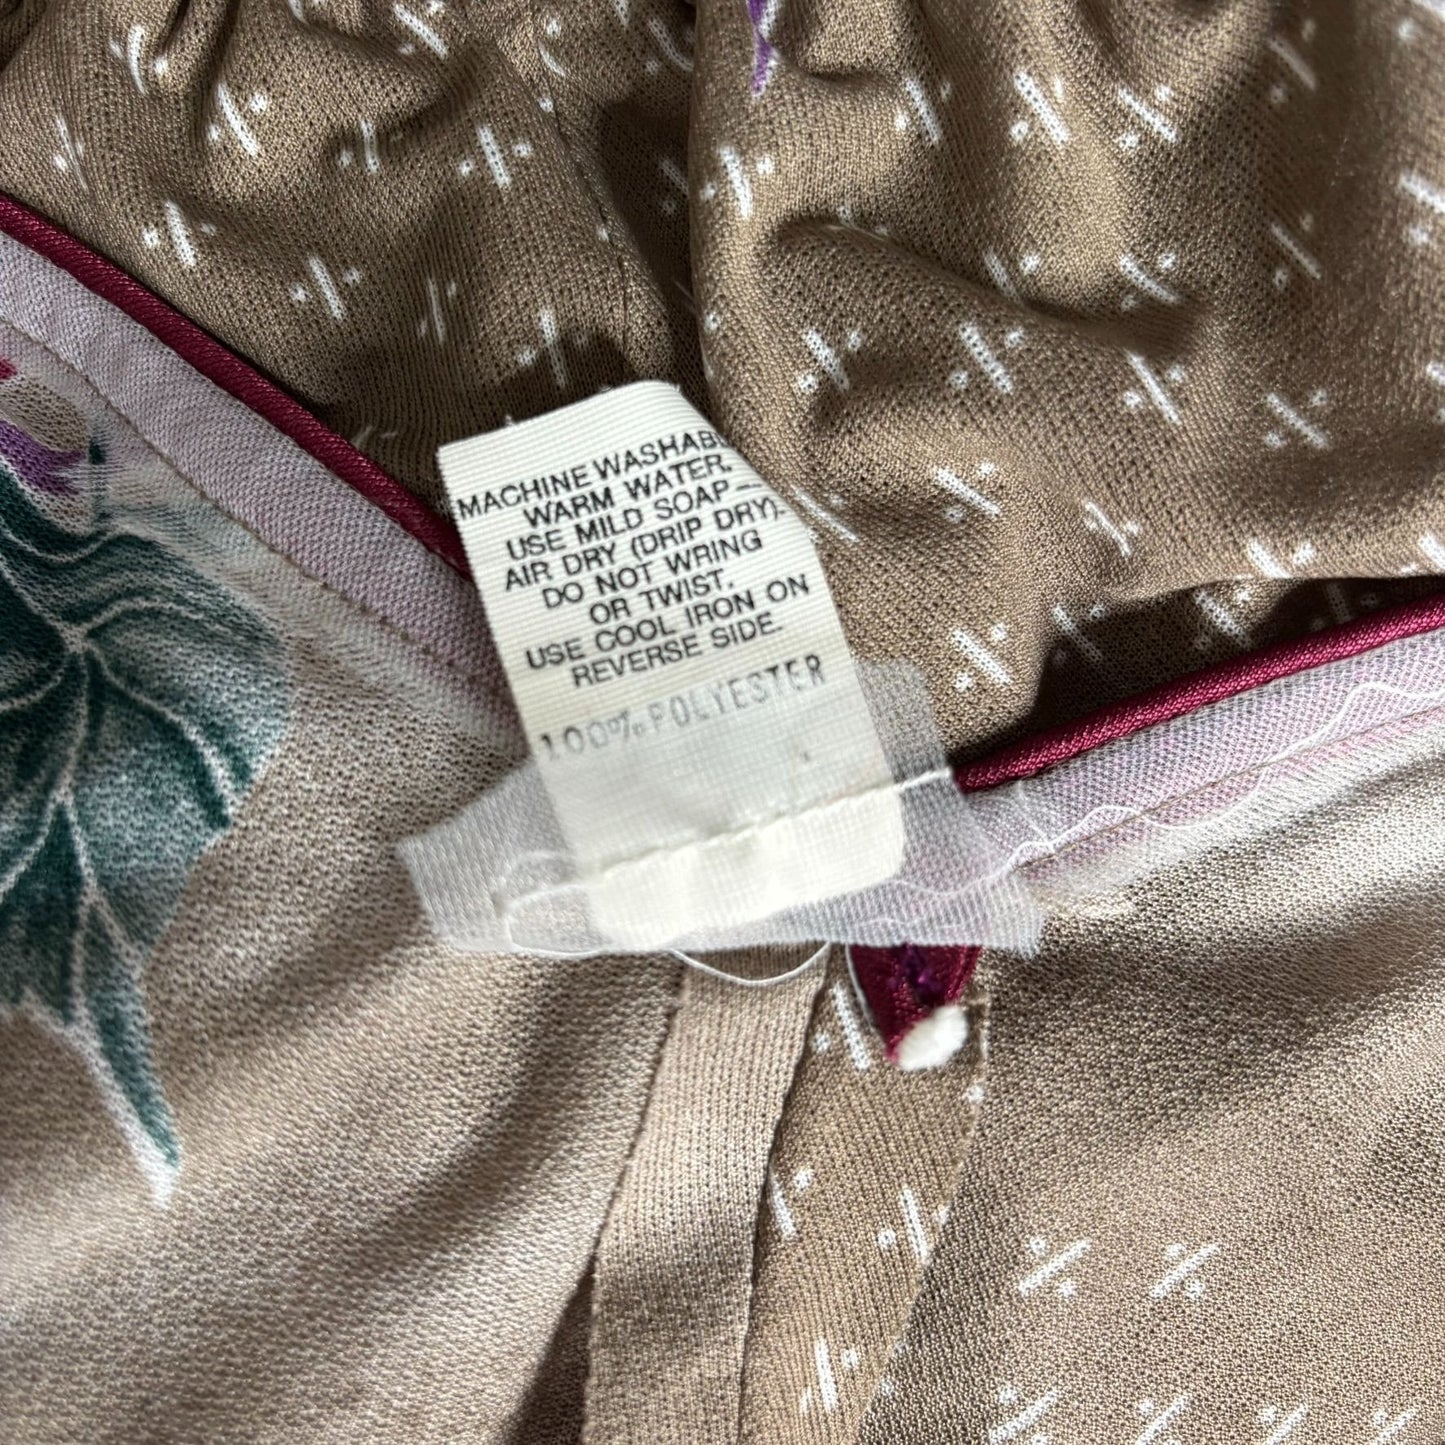 MACHINE WASHABL
WARM WATER.
USE MILD SOAP –
AIR DRY (DRIP DRY).
DO NOT WRING
OR TWIST.
USE COOL IRON ON
REVERSE SIDE.
100% POLYESTER